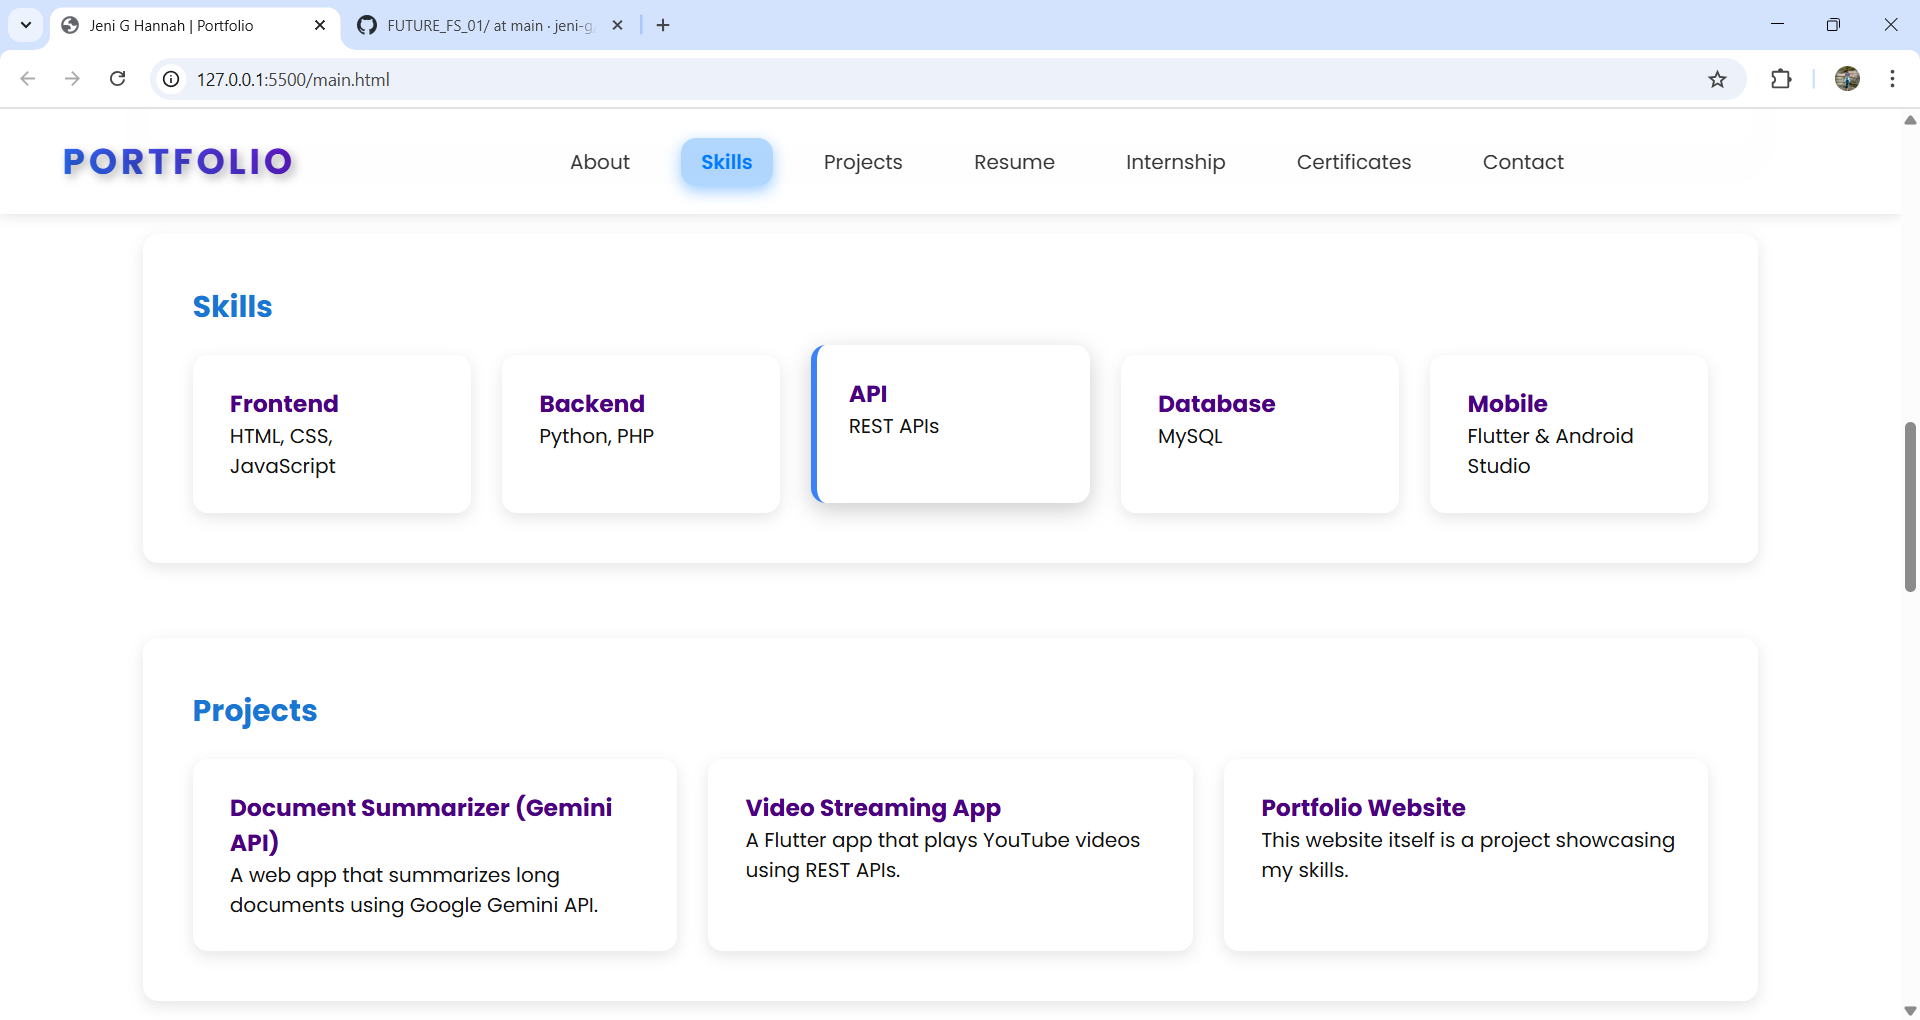 Jeni G Hannah | Portfolio
FUTURE_FS_01/ at main · jeni-g
127.0.0.1:5500/main.html
PORTFOLIO
About
Skills
Projects
Resume
Internship
Certificates
Contact
Skills
Frontend
HTML, CSS,
JavaScript
Backend
Python, PHP
API
REST APIs
Database
MySQL
Mobile
Flutter & Android
Studio
Projects
Document Summarizer (Gemini
API)
A web app that summarizes long
documents using Google Gemini API.
Video Streaming App
A Flutter app that plays YouTube videos
using REST APIs.
Portfolio Website
This website itself is a project showcasing
my skills.